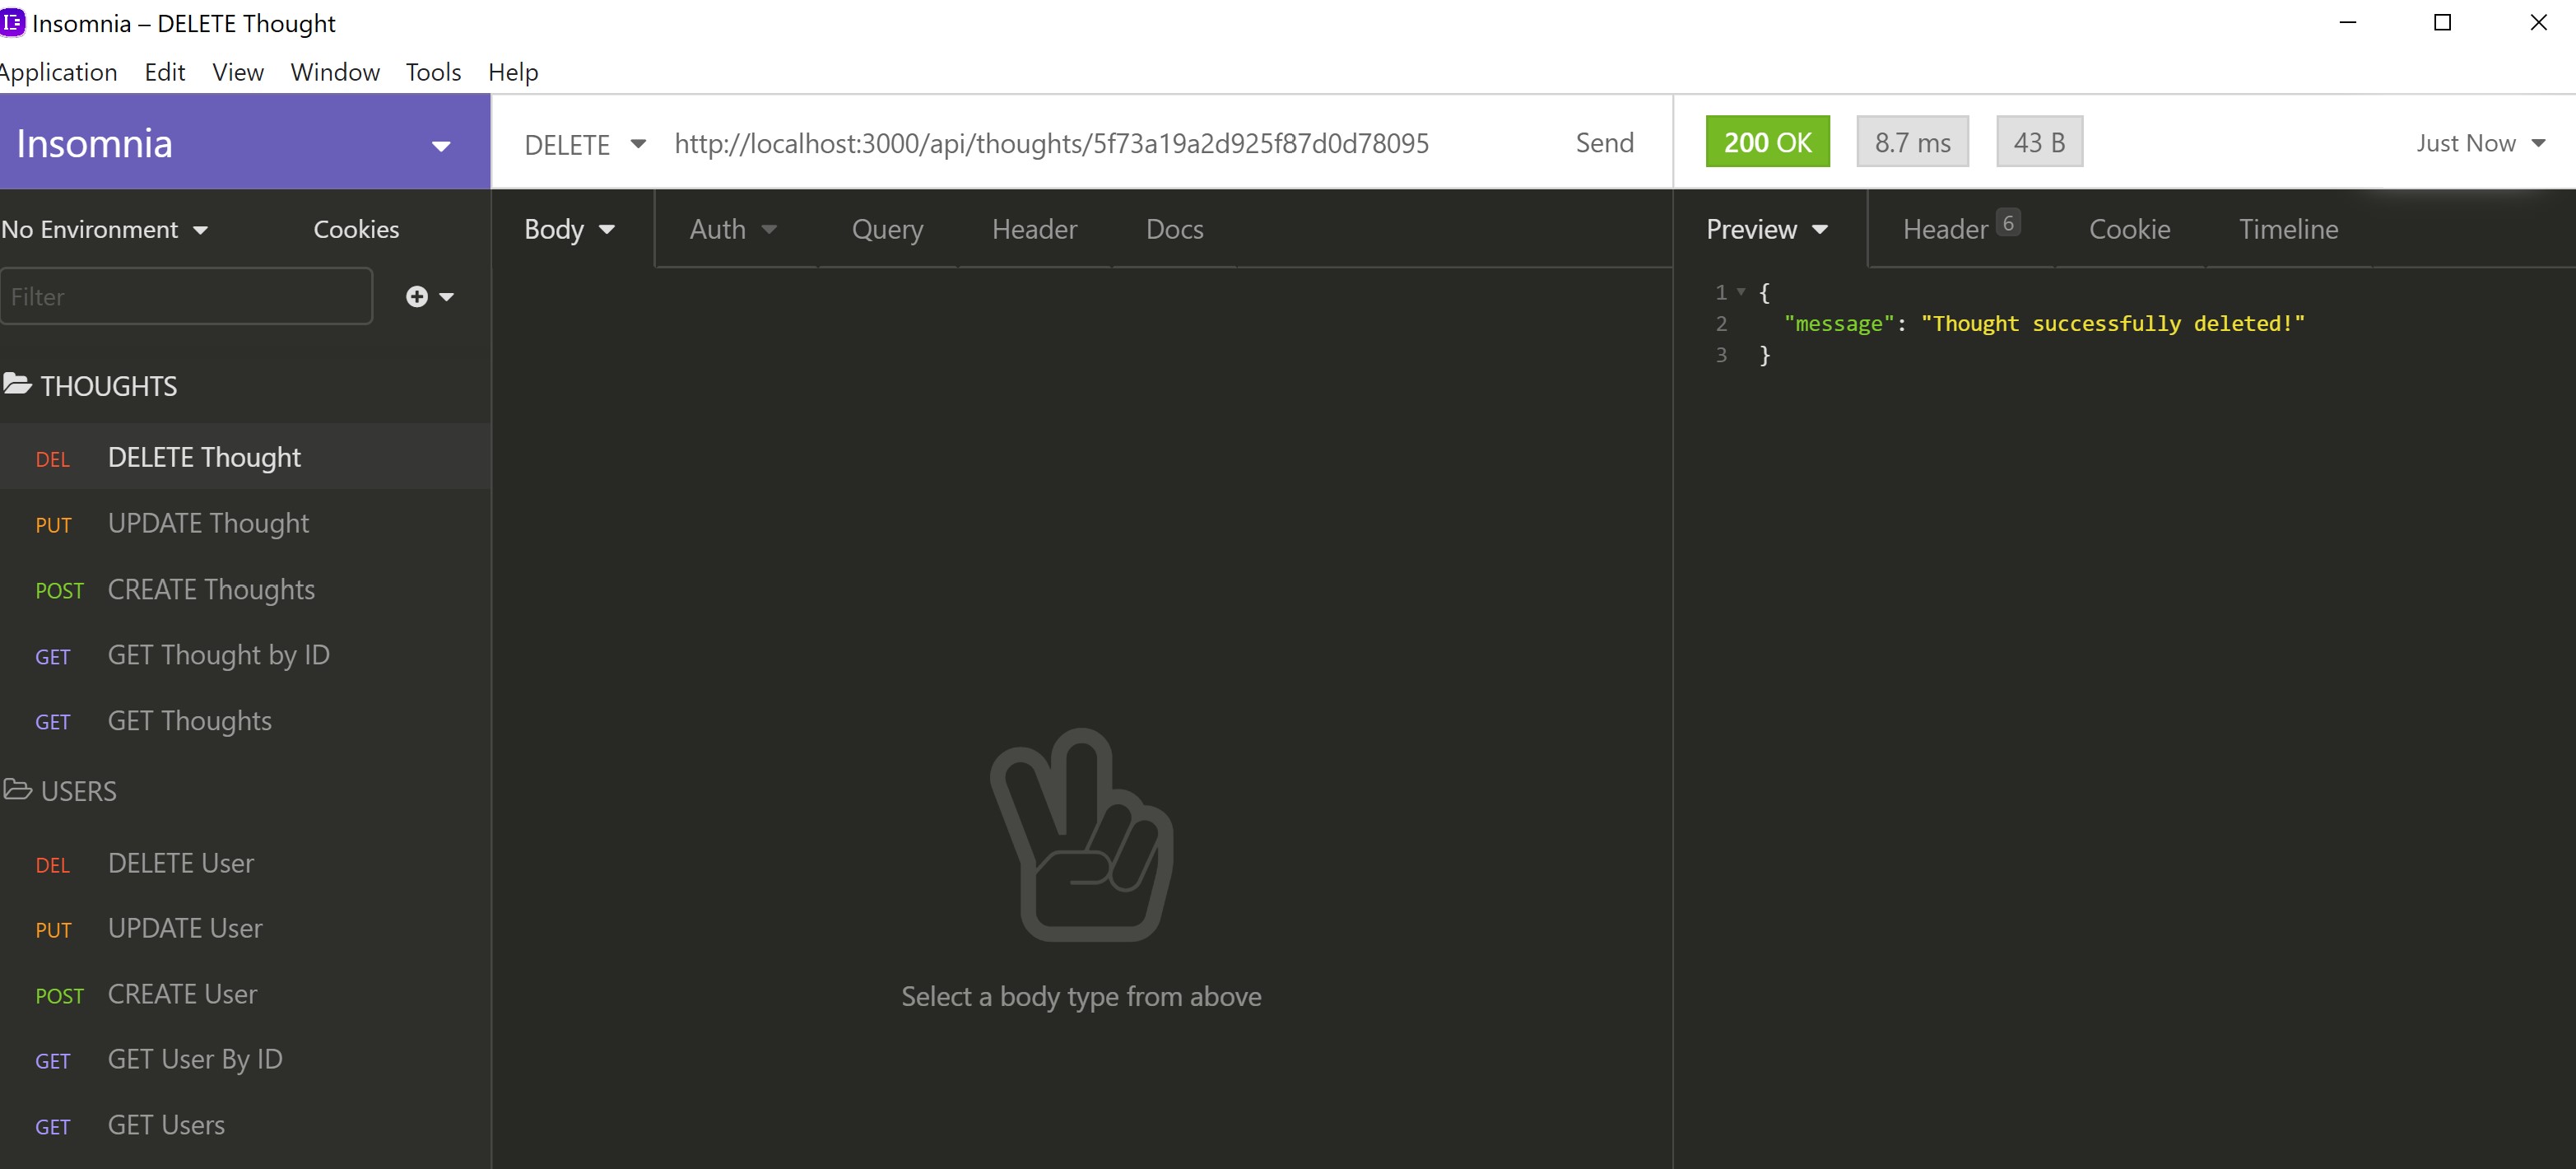 Insomnia – DELETE Thought
Application Edit View Window Tools Help
Insomnia
DELETE http://localhost:3000/api/thoughts/5f73a19a2d925f87d0d78095 Send
200 OK 8.7 ms 43 B Just Now
No Environment Cookies
Body Auth Query Header Docs
Preview Header 6 Cookie Timeline
Filter
1 {
2 "message": "Thought successfully deleted!"
3 }
THOUGHTS
DEL DELETE Thought
PUT UPDATE Thought
POST CREATE Thoughts
GET GET Thought by ID
GET GET Thoughts
USERS
DEL DELETE User
PUT UPDATE User
POST CREATE User
GET GET User By ID
GET GET Users
Select a body type from above